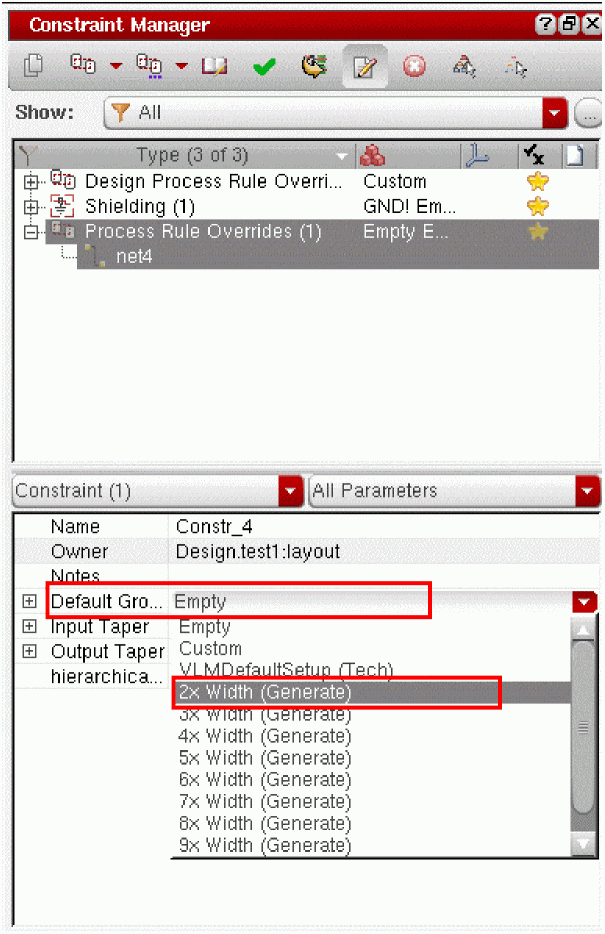 Constraint Manager
Show: All ...
Type (3 of 3)
Design Process Rule Overri... Custom
Shielding (1) GND! Em...
Process Rule Overrides (1) Empty E...
net4
Constraint (1) All Parameters
Name Constr_4
Owner Design.test1:layout
Notes
Default Gro... Empty
Input Taper Empty
Output Taper Custom
VLMDefaultSetup (Tech)
hierarchica... 2x Width (Generate)
3x Width (Generate)
4x Width (Generate)
5x Width (Generate)
6x Width (Generate)
7x Width (Generate)
8x Width (Generate)
9x Width (Generate)